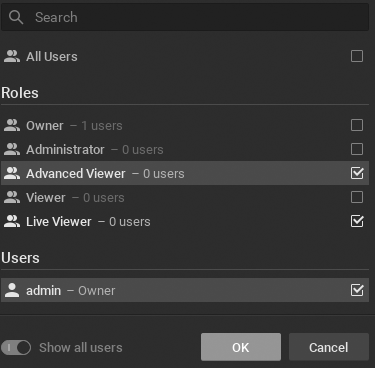 Search
All Users
Roles
Owner – 1 users
Administrator – 0 users
Advanced Viewer – 0 users
Viewer – 0 users
Live Viewer – 0 users
Users
admin – Owner
Show all users
OK
Cancel